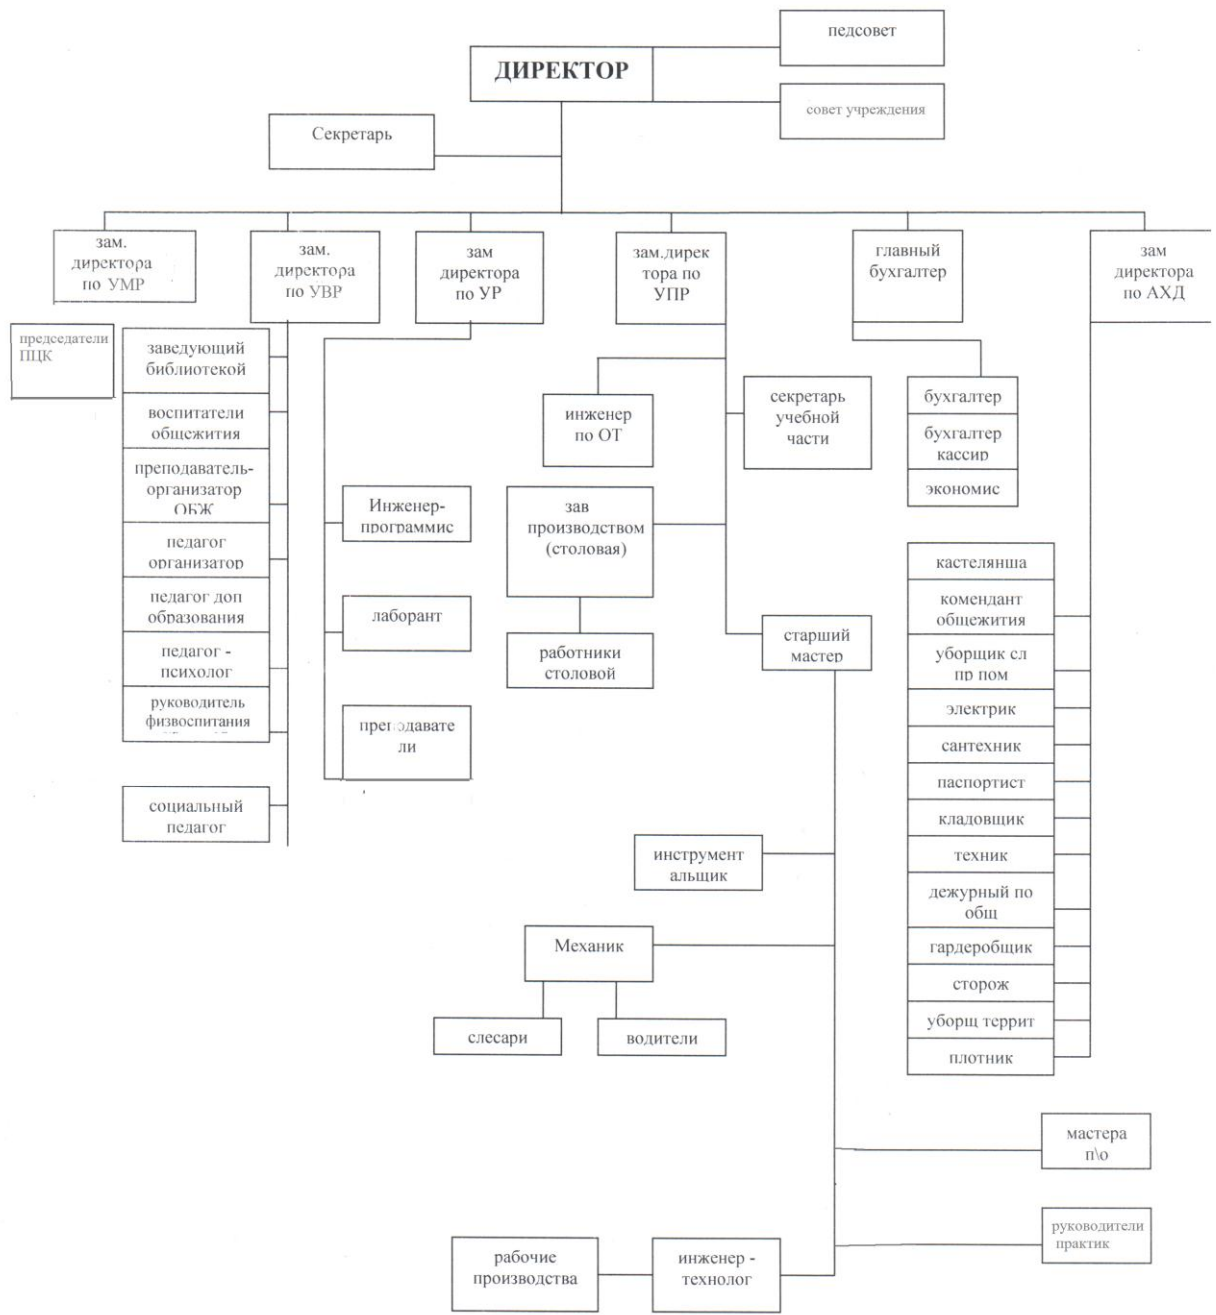 педсовет
ДИРЕКТОР
совет учреждения
Секретарь
зам.
директора
по УМР
зам.
директора
по УВР
зам
директора
по УР
зам.дирек
тора по
УПР
главный
бухгалтер
зам
директора
по АХД
председатели
ПЦК
заведующий
библиотекой
воспитатели
общежития
преподаватель-
организатор
ОБЖ
педагог
организатор
педагог доп
образования
педагог -
психолог
руководитель
физвоспитания
социальный
педагог
Инженер-
программис
лаборант
преподавате
ли
инженер
по ОТ
секретарь
учебной
части
зав
производством
(столовая)
работники
столовой
старший
мастер
бухгалтер
бухгалтер
кассир
экономис
кастелянша
комендант
общежития
уборщик сл
пр пом
электрик
сантехник
паспортист
кладовщик
техник
дежурный по
общ
гардеробщик
сторож
уборщ террит
плотник
инструмент
альщик
Механик
слесари
водители
мастера
п\о
руководители
практик
рабочие
производства
инженер -
технолог